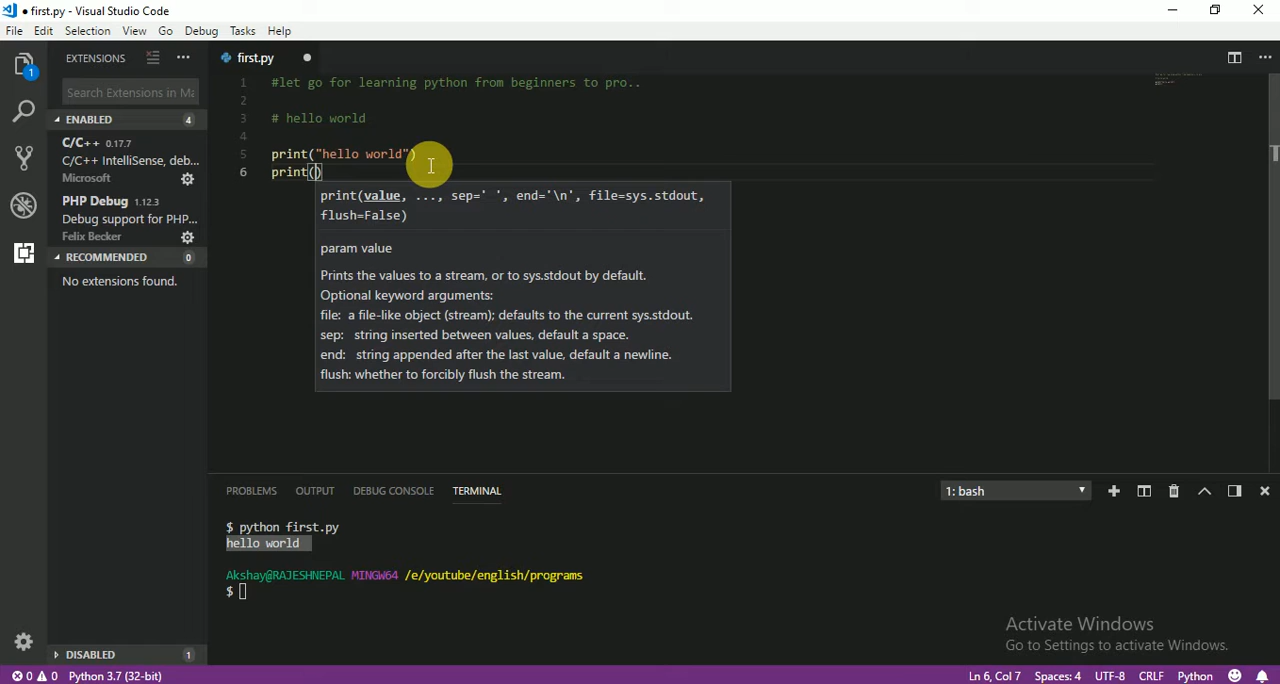 ● first.py - Visual Studio Code
File Edit Selection View Go Debug Tasks Help
1
EXTENSIONS
Search Extensions in Ma
ENABLED 4
C/C++ 0.17.7
C/C++ IntelliSense, deb...
Microsoft
PHP Debug 1.12.3
Debug support for PHP...
Felix Becker
RECOMMENDED 0
No extensions found.
DISABLED 1
first.py ●
1 #let go for learning python from beginners to pro..
2
3 # hello world
4
5 print("hello world")
6 print()
print(value, ..., sep=' ', end='\n', file=sys.stdout,
flush=False)
param value
Prints the values to a stream, or to sys.stdout by default.
Optional keyword arguments:
file: a file-like object (stream); defaults to the current sys.stdout.
sep: string inserted between values, default a space.
end: string appended after the last value, default a newline.
flush: whether to forcibly flush the stream.
PROBLEMS OUTPUT DEBUG CONSOLE TERMINAL 1: bash
$ python first.py
hello world
Akshay@RAJESHNEPAL MINGW64 /e/youtube/english/programs
$
Activate Windows
Go to Settings to activate Windows.
0 0 Python 3.7 (32-bit) Ln 6, Col 7 Spaces: 4 UTF-8 CRLF Python